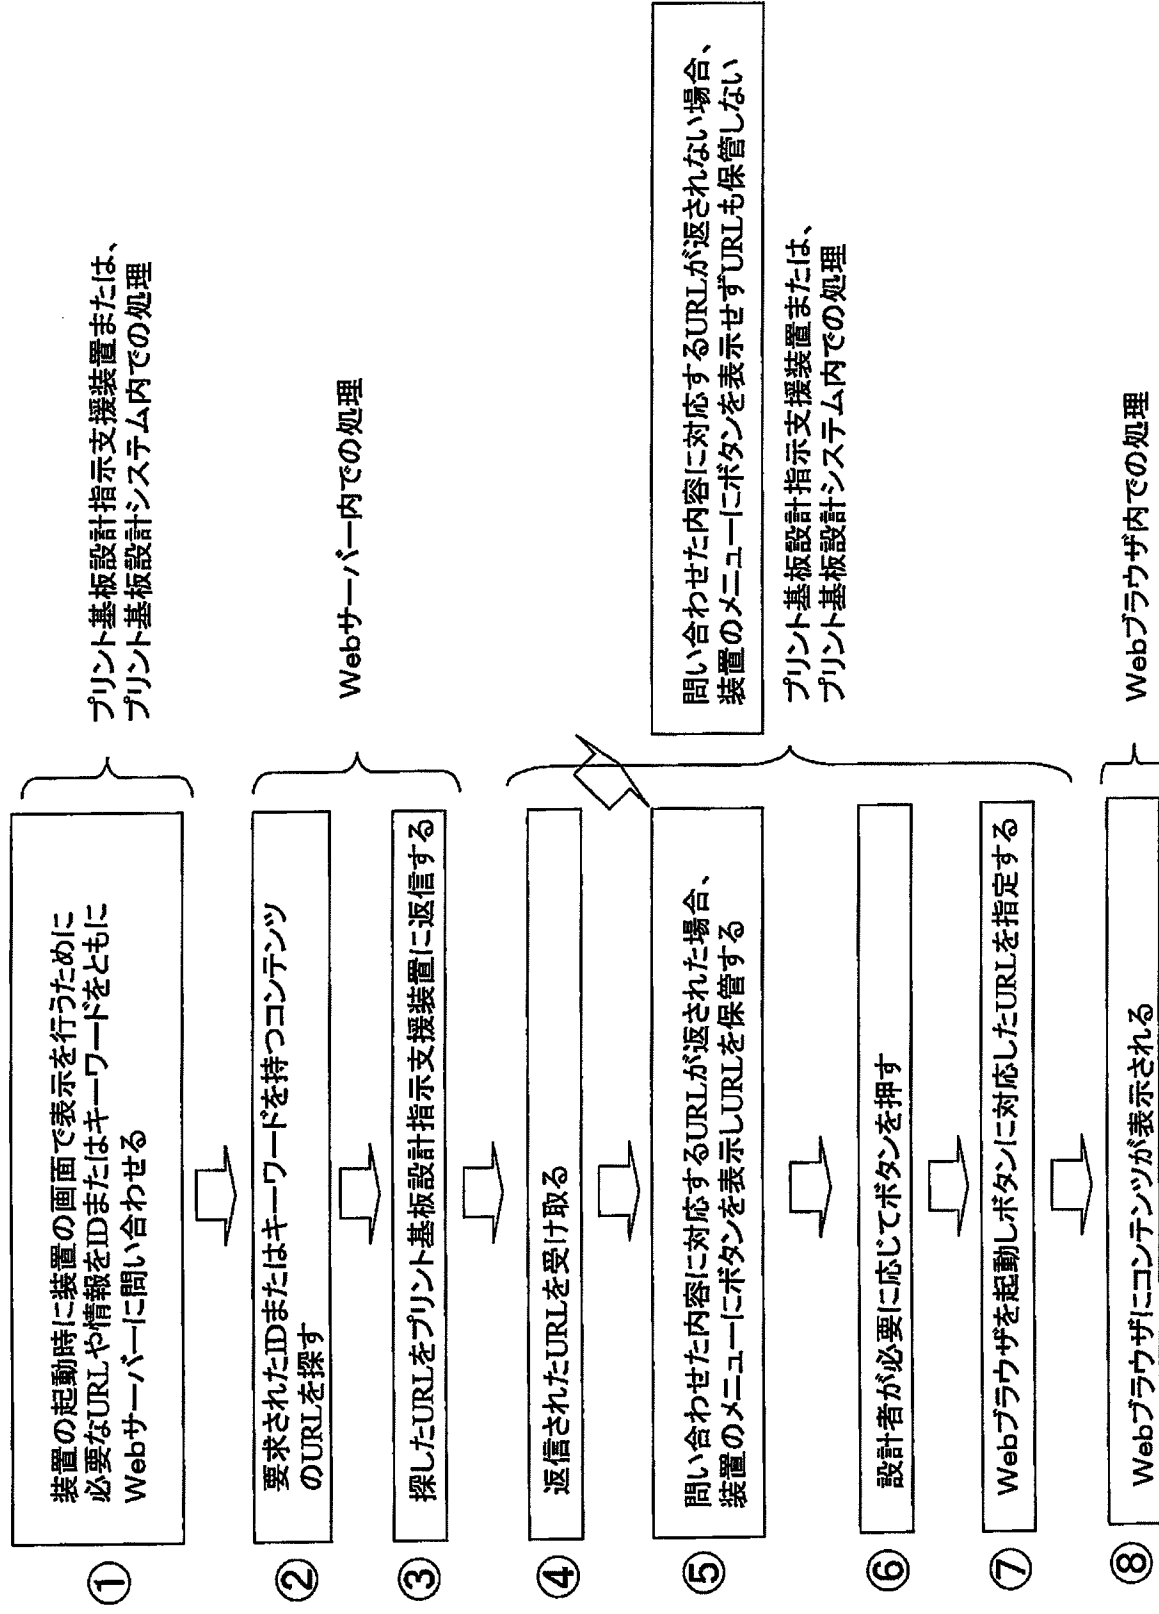 ①
装置の起動時に装置の画面で表示を行うために
必要なURLや情報をIDまたはキーワードをともに
Webサーバーに問い合わせる
プリント基板設計指示支援装置または、
プリント基板設計システム内での処理
②
要求されたIDまたはキーワードを持つコンテンツ
のURLを探す
③
探したURLをプリント基板設計指示支援装置に返信する
Webサーバー内での処理
④
返信されたURLを受け取る
⑤
問い合わせた内容に対応するURLが返された場合、
装置のメニューにボタンを表示しURLを保管する
問い合わせた内容に対応するURLが返されない場合、
装置のメニューにボタンを表示せずURLも保管しない
プリント基板設計指示支援装置または、
プリント基板設計システム内での処理
⑥
設計者が必要に応じてボタンを押す
⑦
Webブラウザを起動しボタンに対応したURLを指定する
⑧
Webブラウザにコンテンツが表示される
Webブラウザ内での処理